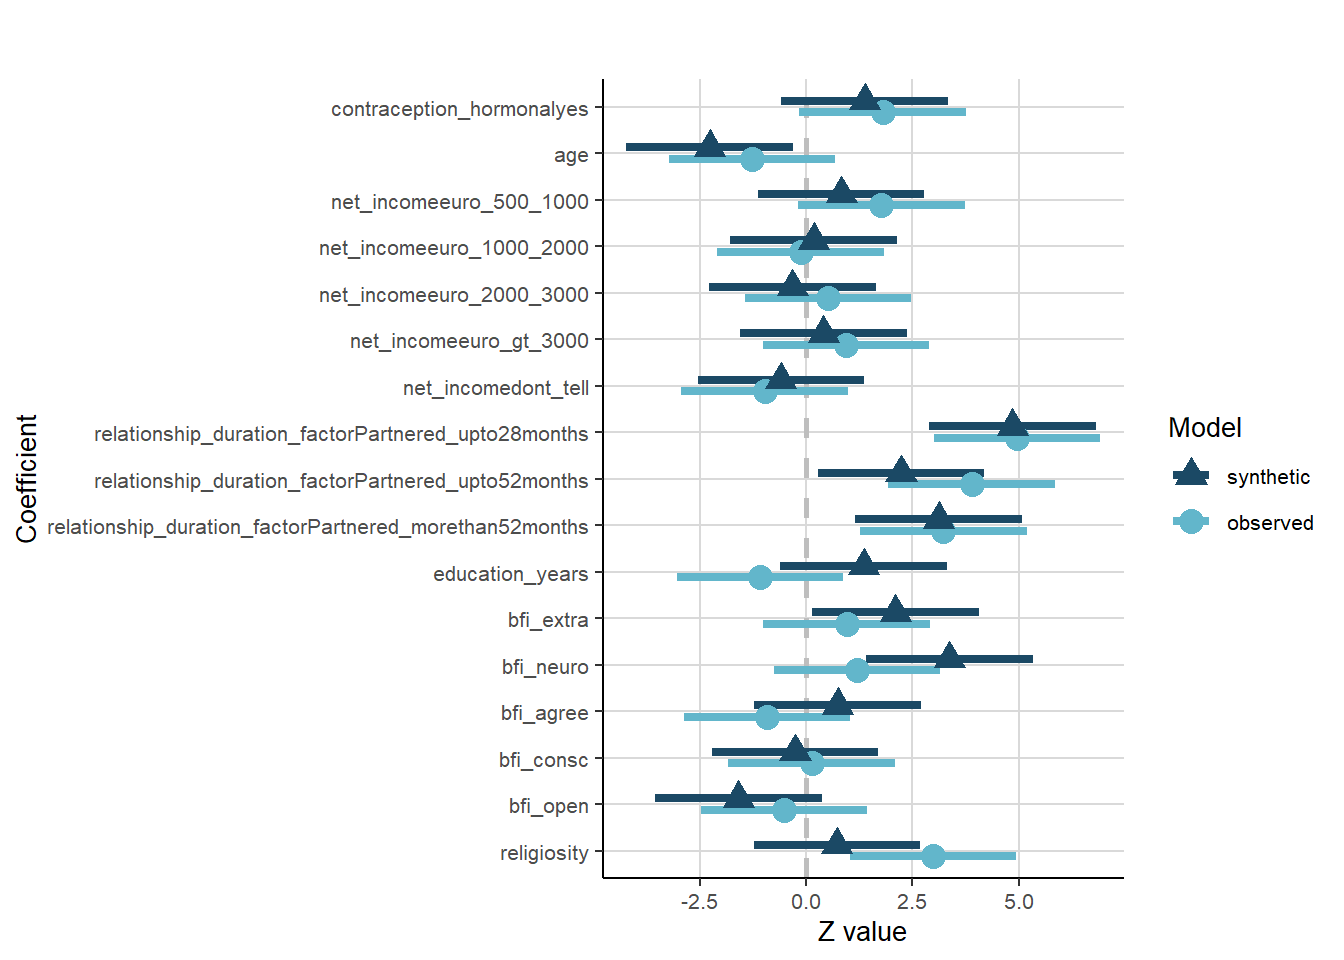 contraception_hormonalyes
age
net_incomeeuro_500_1000
net_incomeeuro_1000_2000
net_incomeeuro_2000_3000
net_incomeeuro_gt_3000
net_incomedont_tell
relationship_duration_factorPartnered_upto28months
relationship_duration_factorPartnered_upto52months
relationship_duration_factorPartnered_morethan52months
education_years
bfi_extra
bfi_neuro
bfi_agree
bfi_consc
bfi_open
religiosity
Coefficient
-2.5 0.0 2.5 5.0
Z value
Model
synthetic
observed